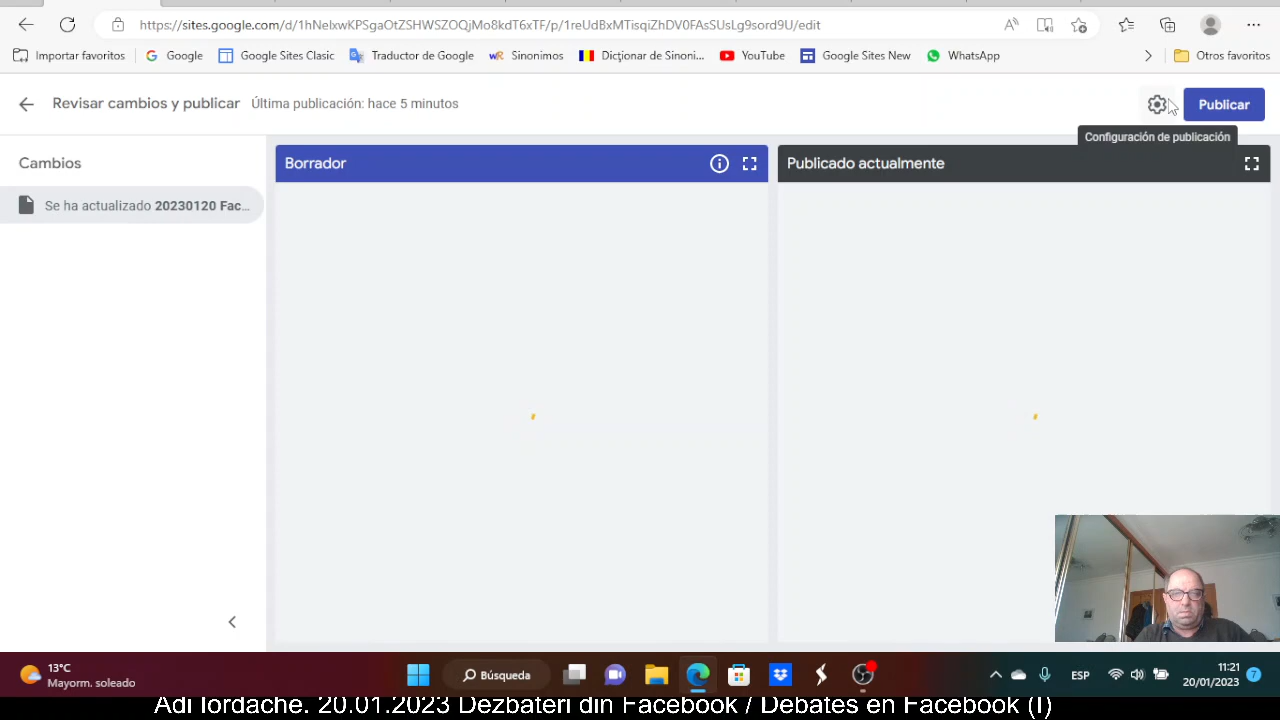 https://sites.google.com/d/1hNelxwKPSgaOtZSHWSZOQjMo8kdT6xTF/p/1reUdBxMTisqiZhDV0FAsSUsLg9sord9U/edit
Importar favoritos
Google
Google Sites Clasic
Traductor de Google
Sinonimos
Dicţionar de Sinoni...
YouTube
Google Sites New
WhatsApp
Otros favoritos
Revisar cambios y publicar
Última publicación: hace 5 minutos
Publicar
Configuración de publicación
Cambios
Borrador
Publicado actualmente
Se ha actualizado 20230120 Fac...
13°C
Mayorm. soleado
Búsqueda
ESP
11:21
20/01/2023
7
Adi Iordache. 20.01.2023 Dezbateri din Facebook / Debates en Facebook (I)